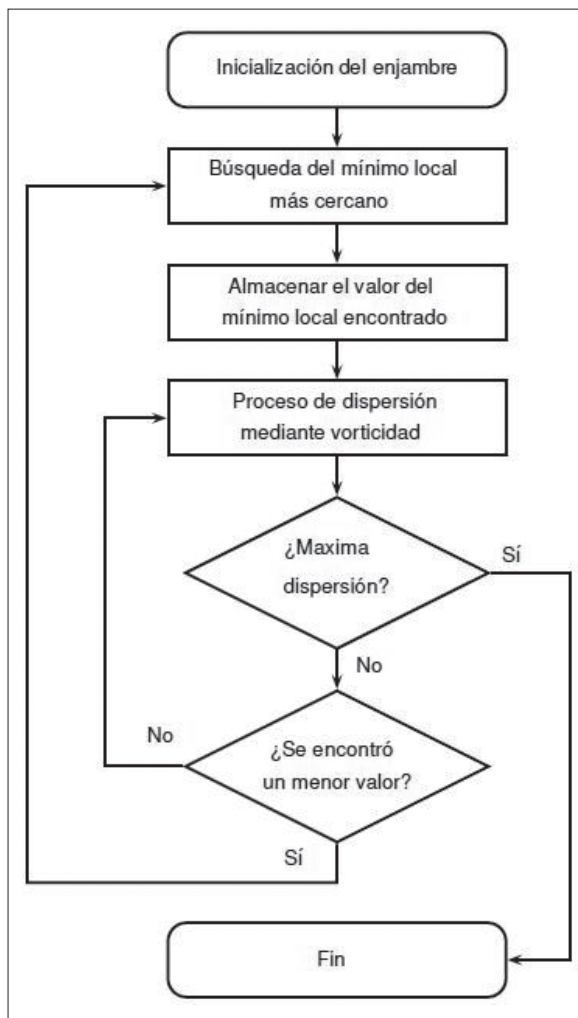 Inicialización del enjambre
Búsqueda del mínimo local
más cercano
Almacenar el valor del
mínimo local encontrado
Proceso de dispersión
mediante vorticidad
¿Maxima
dispersión?
Sí
No
¿Se encontró
un menor valor?
No
Sí
Fin